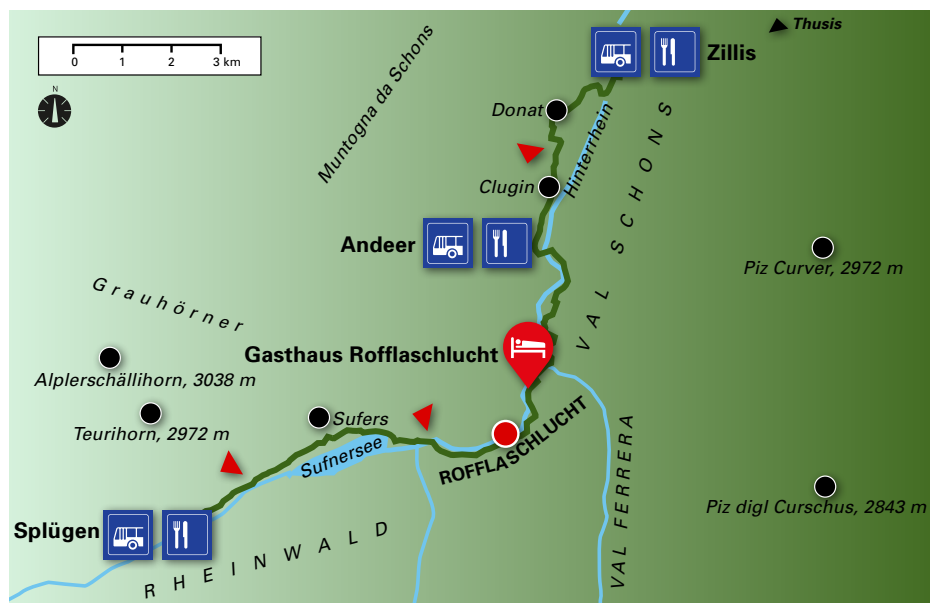 Thusis
Zillis
0 1 2 3 km
N
Muntogna da Schons
Donat
Hinterrhein
VAL SCHONS
Clugin
Andeer
Piz Curver, 2972 m
Grauhörner
Gasthaus Rofflaschlucht
Alplerschällihorn, 3038 m
Teurihorn, 2972 m
Sufers
ROFFLASCHLUCHT
Sufnersee
VAL FERRERA
Piz digl Curschus, 2843 m
Splügen
RHEINWALD